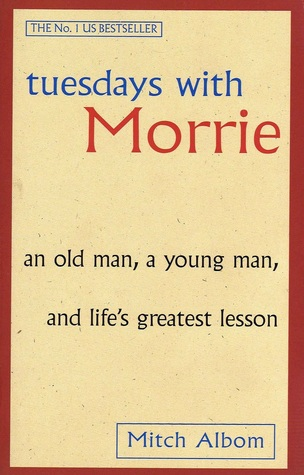 THE No. 1 US BESTSELLER
tuesdays with
Morrie
an old man, a young man,
and life's greatest lesson
Mitch Albom